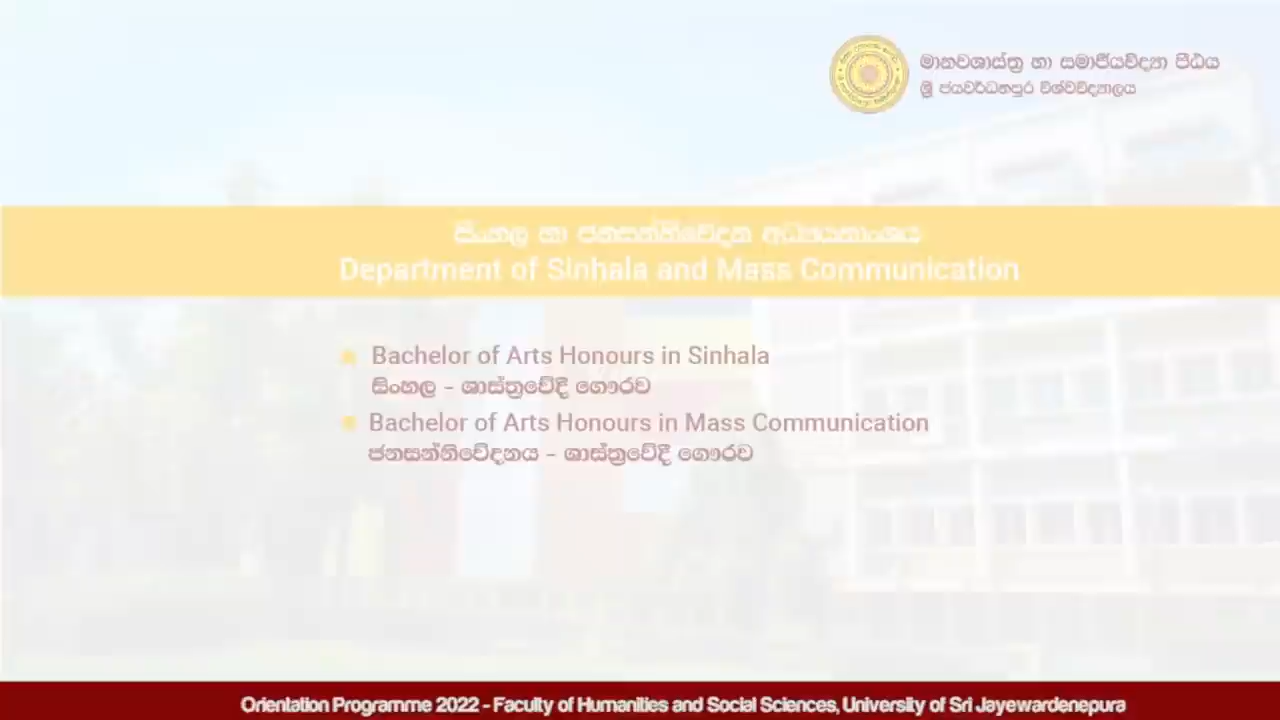 මානවශාස්ත්‍ර හා සමාජීයවිද්‍යා පීඨය
ශ්‍රී ජයවර්ධනපුර විශ්වවිද්‍යාලය
සිංහල හා ජනසන්නිවේදන අධ්‍යයනාංශය
Department of Sinhala and Mass Communication
Bachelor of Arts Honours in Sinhala
සිංහල - ශාස්ත්‍රවේදී ගෞරව
Bachelor of Arts Honours in Mass Communication
ජනසන්නිවේදනය - ශාස්ත්‍රවේදී ගෞරව
Orientation Programme 2022 - Faculty of Humanities and Social Sciences, University of Sri Jayewardenepura